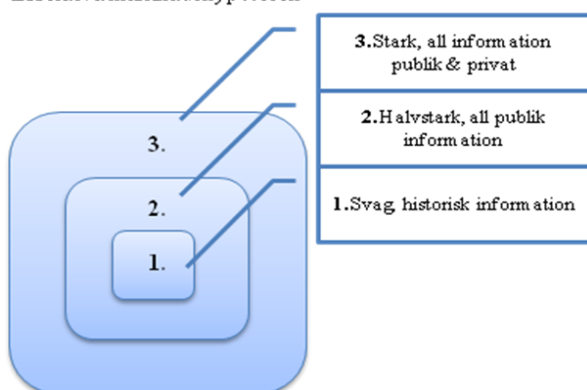 3.Stark, all information
publik & privat
2.Halvstark, all publik
information
1.Svag, historisk information
3.
2.
1.